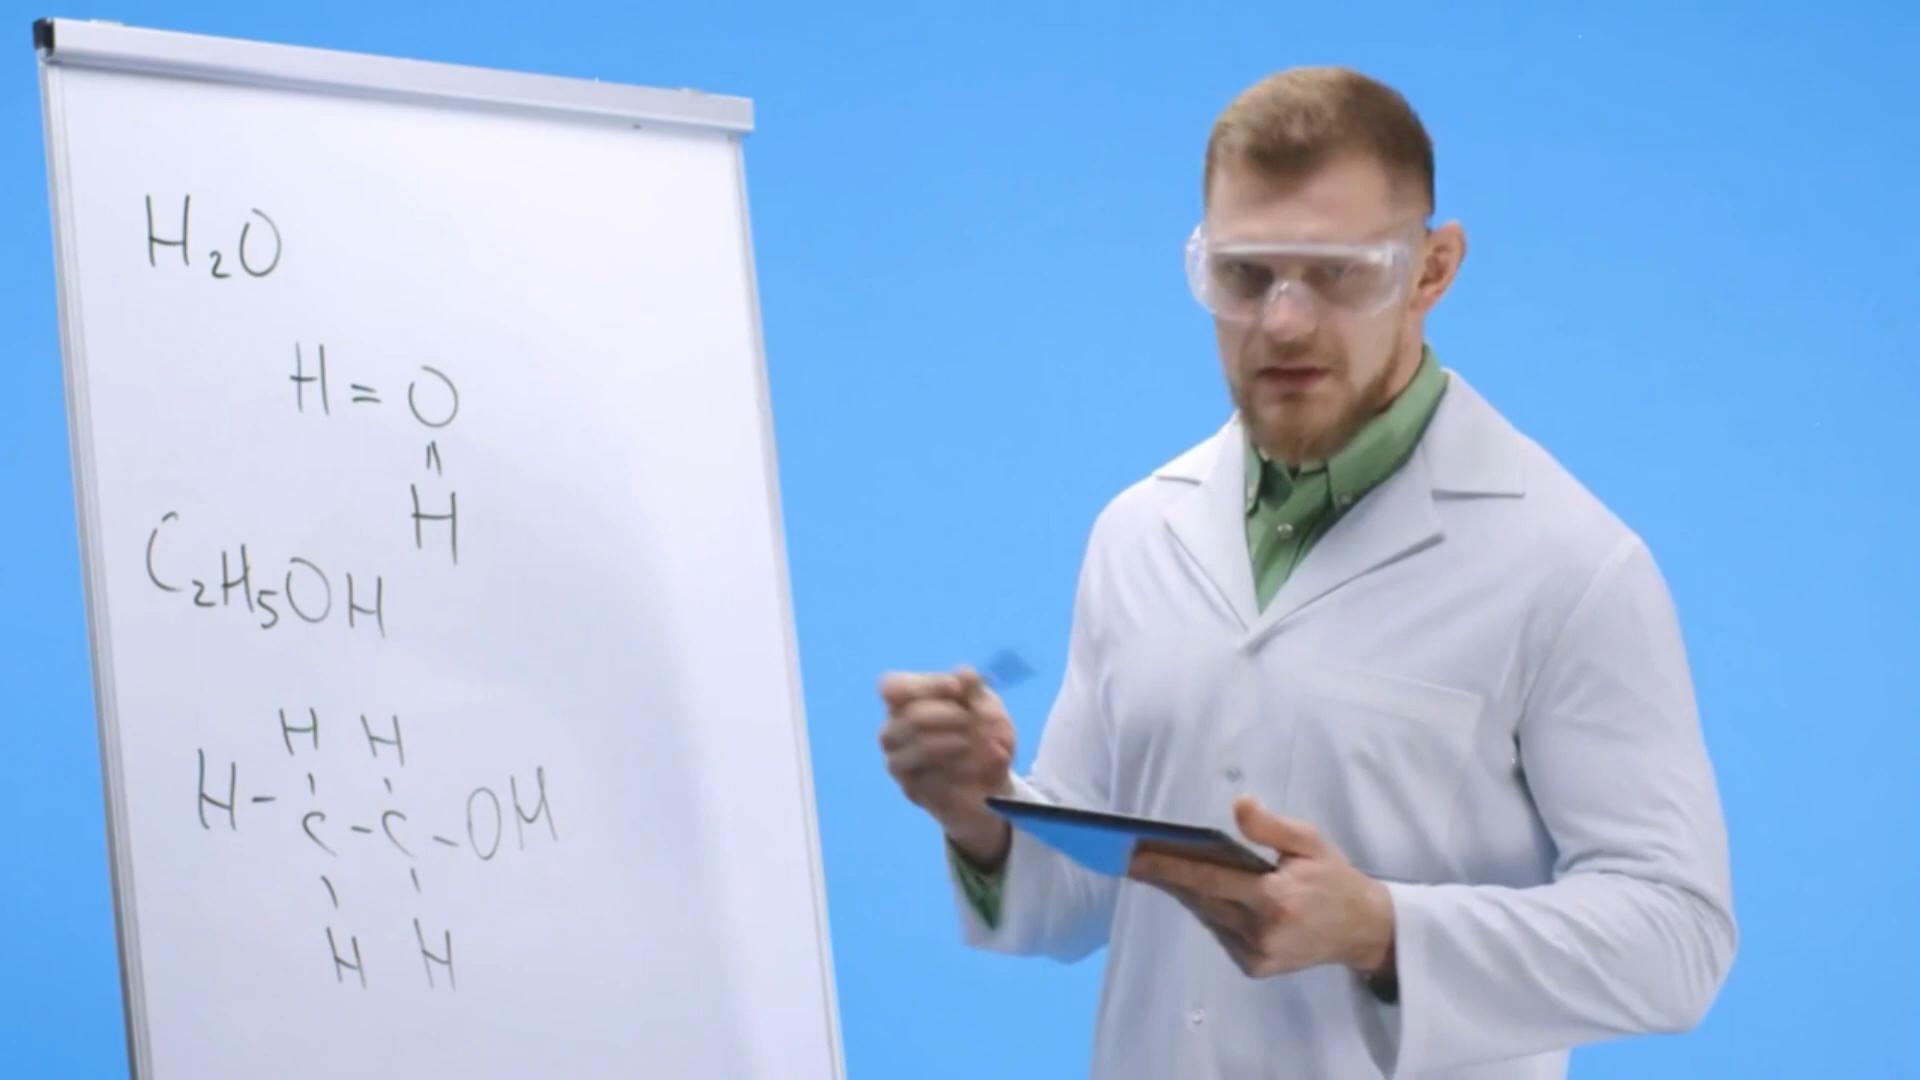 H₂O
H = O
"
H
C₂H₅OH
H H
H - C - C - OH
H H